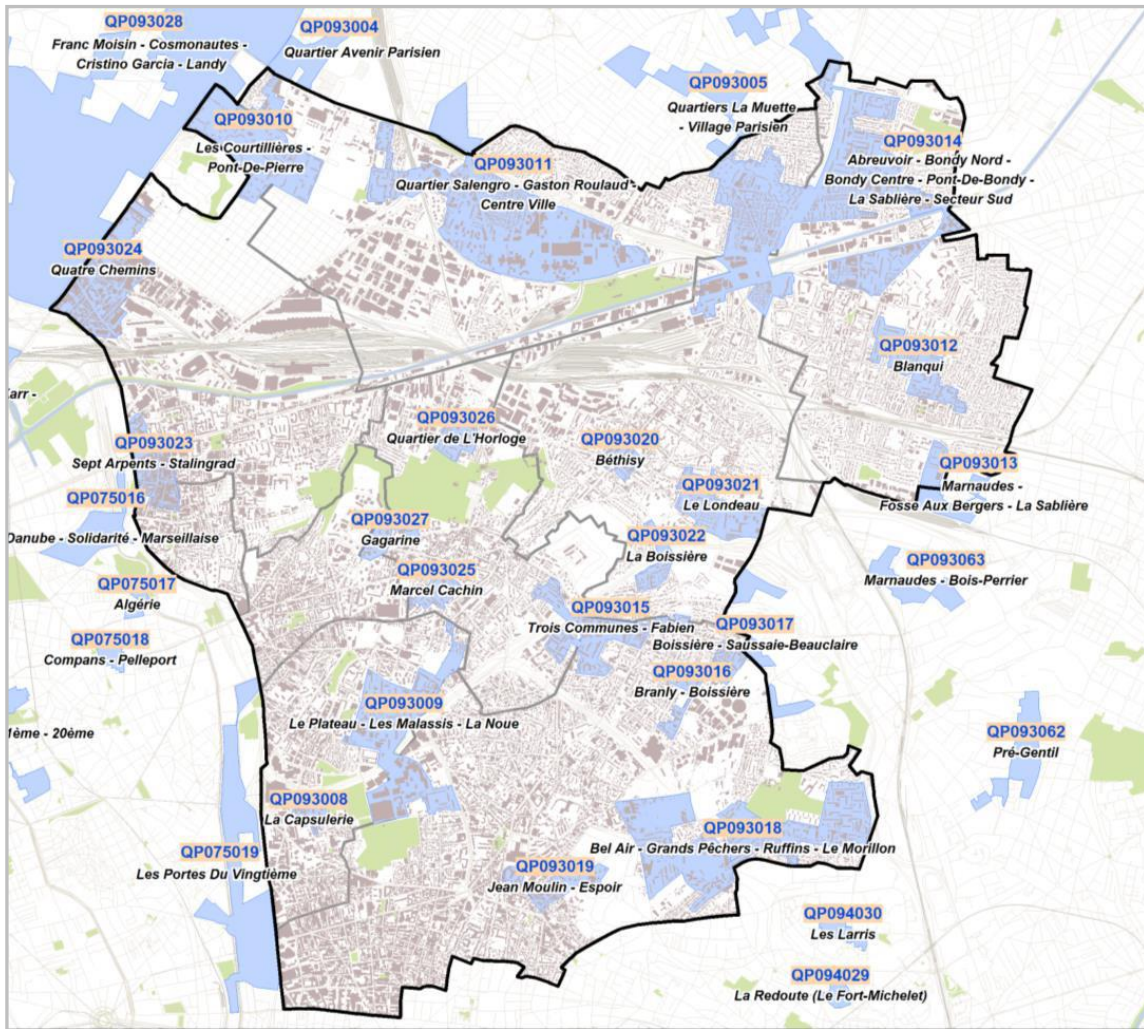 QP093028
Franc Moisin - Cosmonautes -
Cristino Garcia - Landy
QP093004
Quartier Avenir Parisien
QP093005
Quartiers La Muette
- Village Parisien
QP093010
Les Courtillières -
Pont-De-Pierre
QP093011
Quartier Salengro - Gaston Roulaud -
Centre Ville
QP093014
Abreuvoir - Bondy Nord -
Bondy Centre - Pont-De-Bondy -
La Sablière - Secteur Sud
QP093024
Quatre Chemins
QP093012
Blanqui
Karr -
QP093026
Quartier de L'Horloge
QP093020
Béthisy
QP093023
Sept Arpents - Stalingrad
QP093013
Marnaudes -
Fosse Aux Bergers - La Sablière
QP093021
Le Londeau
QP075016
Danube - Solidarité - Marseillaise
QP093027
Gagarine
QP093022
La Boissière
QP093063
Marnaudes - Bois-Perrier
QP093025
Marcel Cachin
QP075017
Algérie
QP093015
Trois Communes - Fabien
QP093017
Boissière - Saussaie-Beauclaire
QP075018
Compans - Pelleport
QP093016
Branly - Boissière
QP093009
Le Plateau - Les Malassis - La Noue
1ème - 20ème
QP093062
Pré-Gentil
QP093008
La Capsulerie
QP093018
Bel Air - Grands Pêchers - Ruffins - Le Morillon
QP075019
Les Portes Du Vingtième
QP093019
Jean Moulin - Espoir
QP094030
Les Larris
QP094029
La Redoute (Le Fort-Michelet)